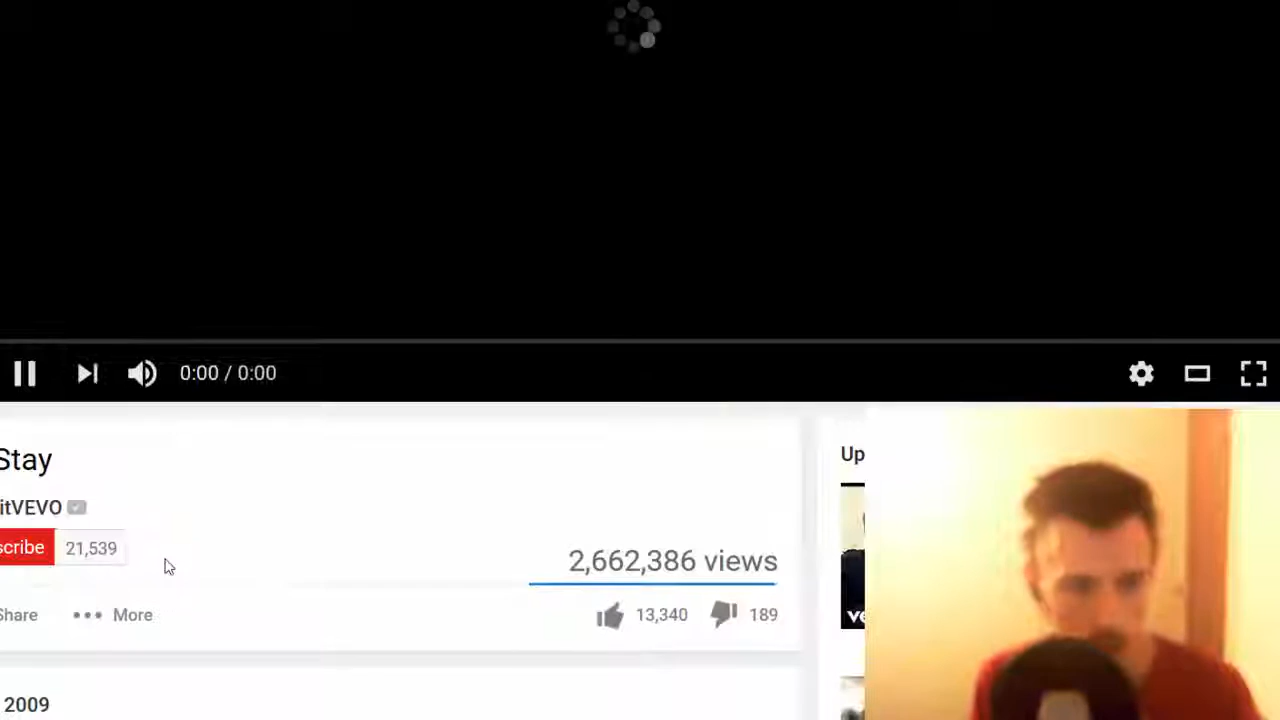 0:00 / 0:00
Stay
Up
itVEVO
scribe 21,539
2,662,386 views
Share ••• More
13,340 189
ve
2009